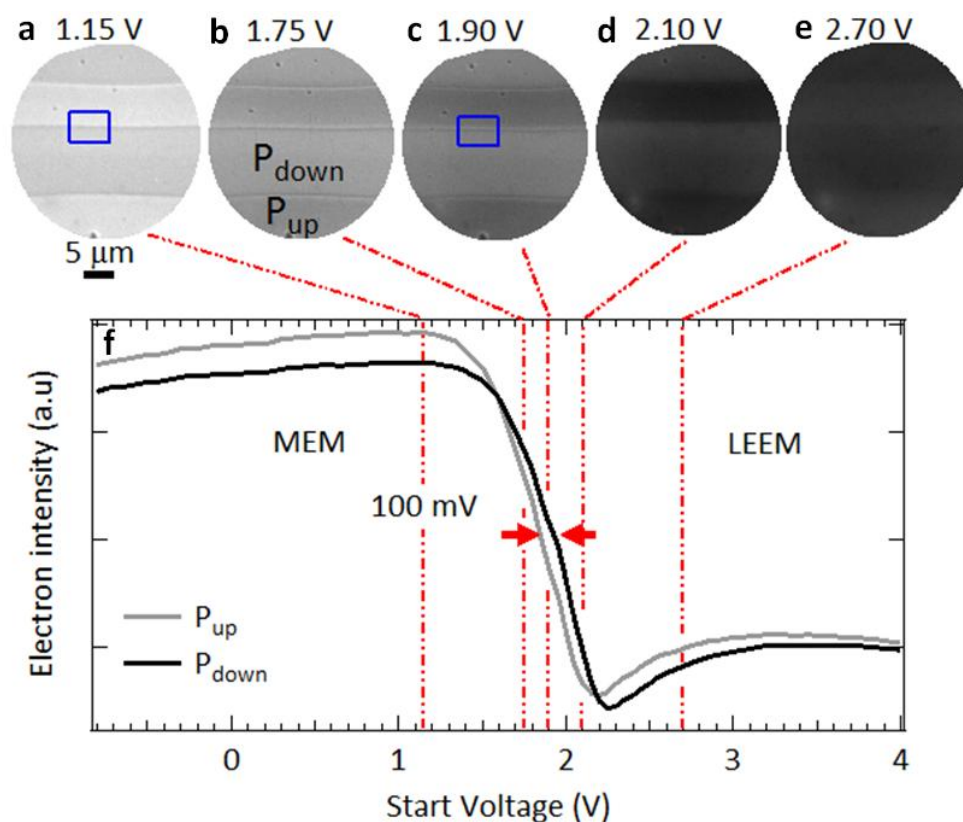 a 1.15 V b 1.75 V c 1.90 V d 2.10 V e 2.70 V
P_down
P_up
5 µm
f
Electron intensity (a.u)
MEM
LEEM
100 mV
P_up
P_down
0 1 2 3 4
Start Voltage (V)